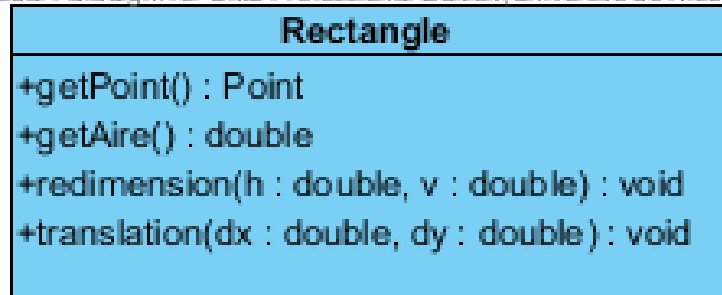 Rectangle
+getPoint() : Point
+getAire() : double
+redimension(h : double, v : double) : void
+translation(dx : double, dy : double) : void